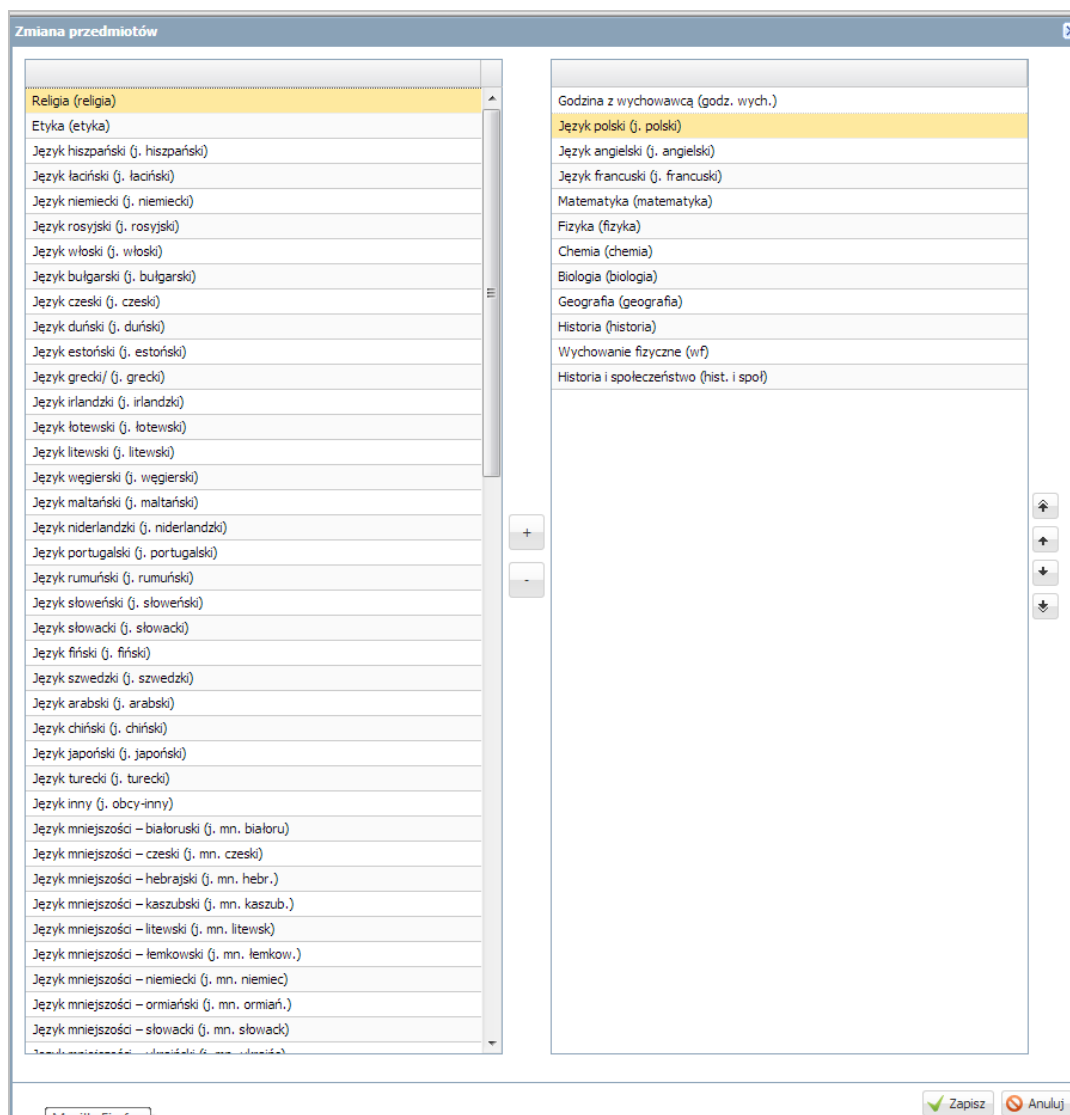 Zmiana przedmiotów
Religia (religia)
Etyka (etyka)
Język hiszpański (j. hiszpański)
Język łaciński (j. łaciński)
Język niemiecki (j. niemiecki)
Język rosyjski (j. rosyjski)
Język włoski (j. włoski)
Język bułgarski (j. bułgarski)
Język czeski (j. czeski)
Język duński (j. duński)
Język estoński (j. estoński)
Język grecki/ (j. grecki)
Język irlandzki (j. irlandzki)
Język łotewski (j. łotewski)
Język litewski (j. litewski)
Język węgierski (j. węgierski)
Język maltański (j. maltański)
Język niderlandzki (j. niderlandzki)
Język portugalski (j. portugalski)
Język rumuński (j. rumuński)
Język słoweński (j. słoweński)
Język słowacki (j. słowacki)
Język fiński (j. fiński)
Język szwedzki (j. szwedzki)
Język arabski (j. arabski)
Język chiński (j. chiński)
Język japoński (j. japoński)
Język turecki (j. turecki)
Język inny (j. obcy-inny)
Język mniejszości – białoruski (j. mn. białoru)
Język mniejszości – czeski (j. mn. czeski)
Język mniejszości – hebrajski (j. mn. hebr.)
Język mniejszości – kaszubski (j. mn. kaszub.)
Język mniejszości – litewski (j. mn. litewsk)
Język mniejszości – łemkowski (j. mn. łemkow.)
Język mniejszości – niemiecki (j. mn. niemiec)
Język mniejszości – ormiański (j. mn. ormiań.)
Język mniejszości – słowacki (j. mn. słowack)
+
-
Godzina z wychowawcą (godz. wych.)
Język polski (j. polski)
Język angielski (j. angielski)
Język francuski (j. francuski)
Matematyka (matematyka)
Fizyka (fizyka)
Chemia (chemia)
Biologia (biologia)
Geografia (geografia)
Historia (historia)
Wychowanie fizyczne (wf)
Historia i społeczeństwo (hist. i społ)
Zapisz
Anuluj